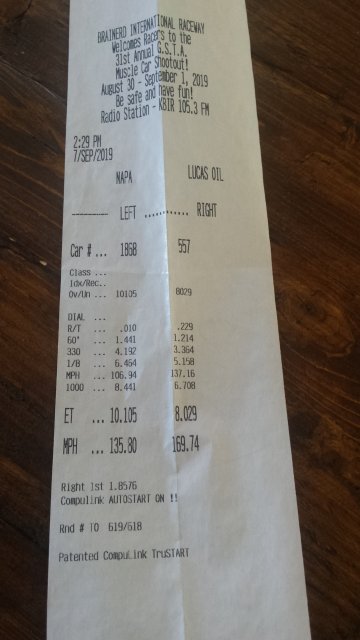 BRAINERD INTERNATIONAL RACEWAY
Welcomes Racers to the
31st Annual G.S.T.A.
Muscle Car Shootout!
August 30 - September 1, 2019
Be safe and have fun!
Radio Station - KBIR 105.3 FM
2:29 PM
7/SEP/2019
NAPA LUCAS OIL
---------- LEFT ............ RIGHT
Car # ... 1868 557
Class ...
Idx/Rec..
Ov/Un ... 10105 8029
DIAL ...
R/T ... .010 .229
60' ... 1.441 1.214
330 ... 4.192 3.364
1/8 ... 6.464 5.158
MPH ... 106.94 137.16
1000 ... 8.441 6.708
ET ... 10.105 8.029
MPH ... 135.80 169.74
Right 1st 1.8576
CompuLink AUTOSTART ON !!
Rnd # TO 619/618
Patented CompuLink TruSTART